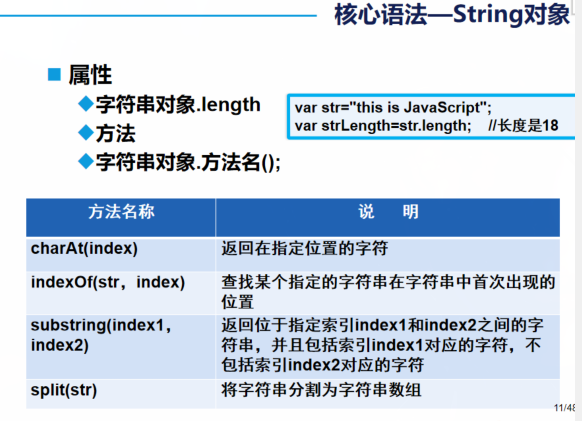 核心语法—String对象
属性
字符串对象.length
var str="this is JavaScript";
var strLength=str.length; //长度是18
方法
字符串对象.方法名();
方法名称 说 明
charAt(index) 返回在指定位置的字符
indexOf(str，index) 查找某个指定的字符串在字符串中首次出现的
位置
substring(index1，
index2)
返回位于指定索引index1和index2之间的字
符串，并且包括索引index1对应的字符，不
包括索引index2对应的字符
split(str) 将字符串分割为字符串数组
11/48